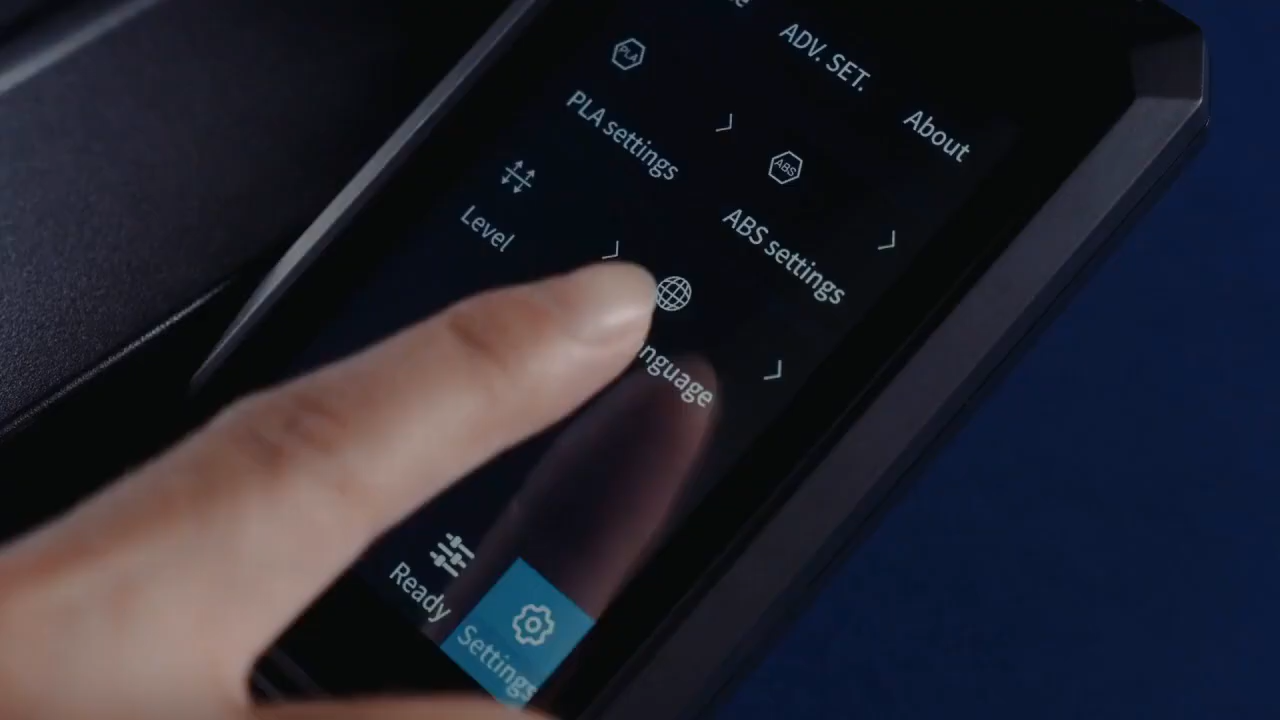 ADV. SET.
About
PLA
PLA settings
ABS
ABS settings
Level
nguage
Ready
Settings